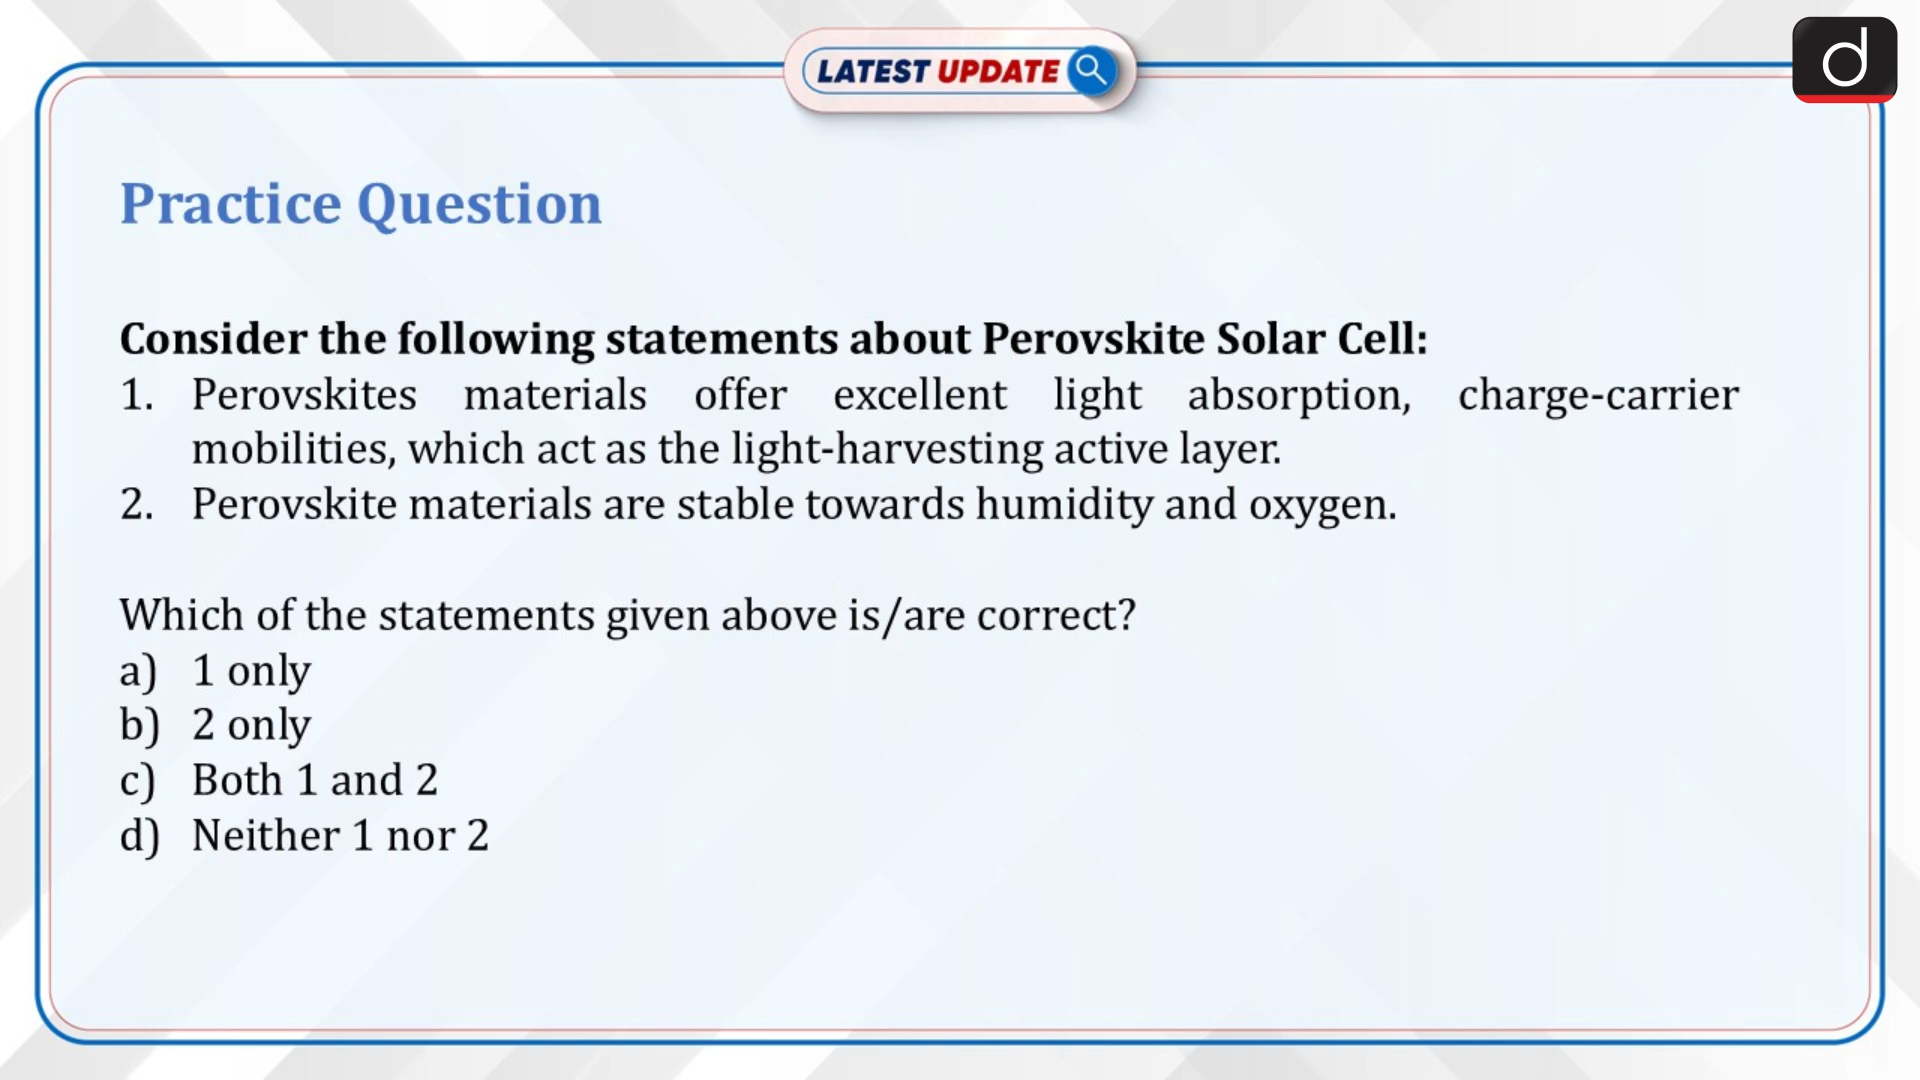 LATEST UPDATE
d
Practice Question
Consider the following statements about Perovskite Solar Cell:
1. Perovskites materials offer excellent light absorption, charge-carrier
mobilities, which act as the light-harvesting active layer.
2. Perovskite materials are stable towards humidity and oxygen.
Which of the statements given above is/are correct?
a) 1 only
b) 2 only
c) Both 1 and 2
d) Neither 1 nor 2